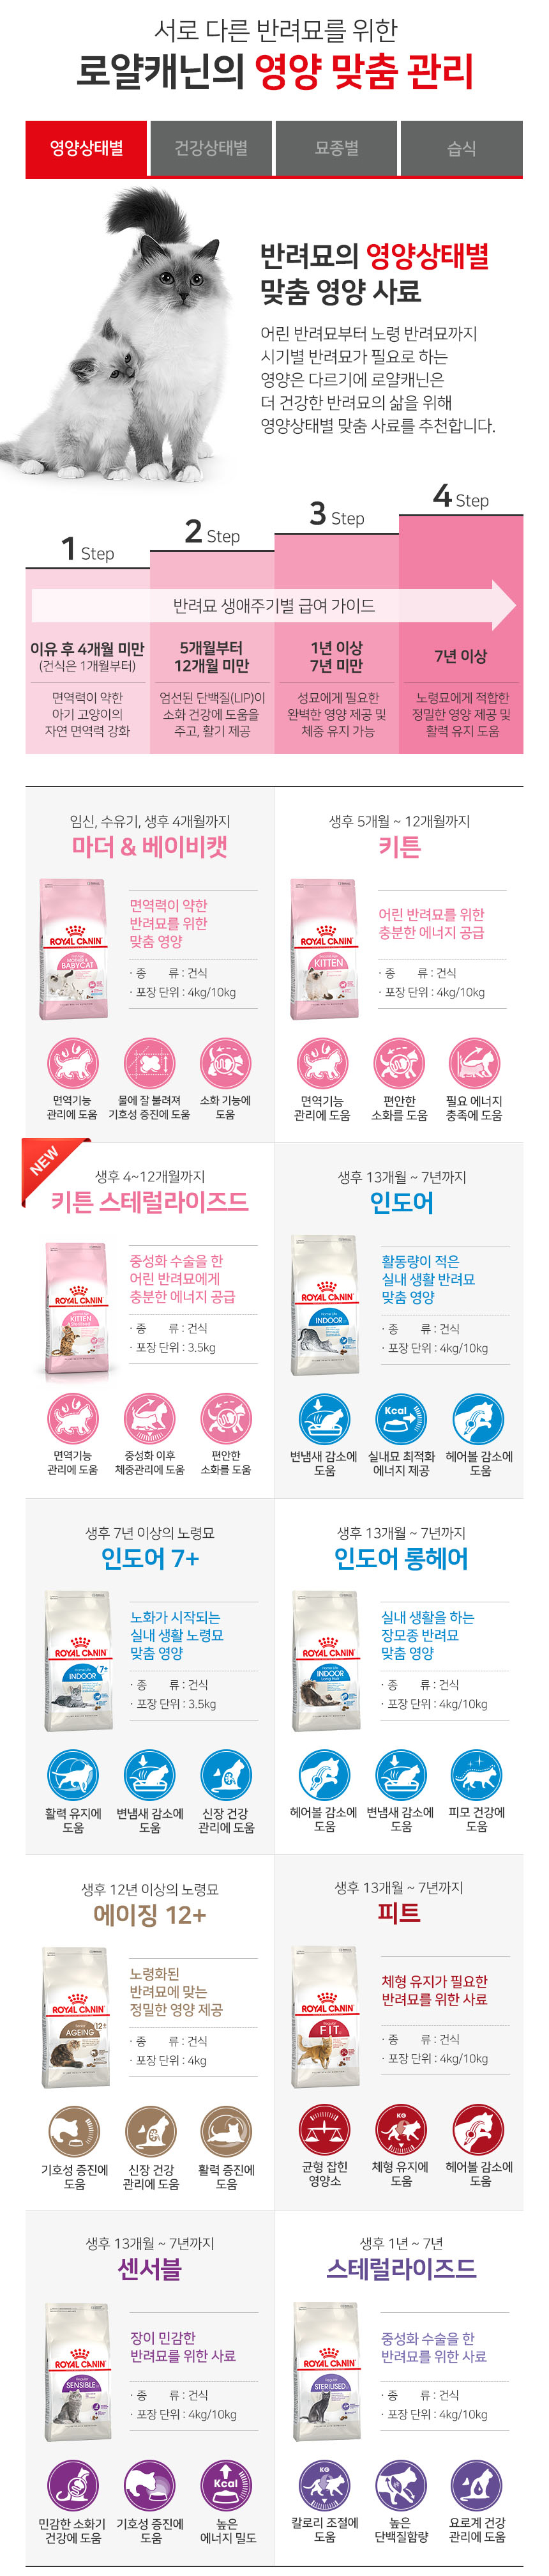 서로 다른 반려묘를 위한
로얄캐닌의 영양 맞춤 관리
영양상태별
건강상태별
묘종별
습식
반려묘의 영양상태별
맞춤 영양 사료
어린 반려묘부터 노령 반려묘까지
시기별 반려묘가 필요로 하는
영양은 다르기에 로얄캐닌은
더 건강한 반려묘의 삶을 위해
영양상태별 맞춤 사료를 추천합니다.
1 Step
2 Step
3 Step
4 Step
반려묘 생애주기별 급여 가이드
이유 후 4개월 미만
(건식은 1개월부터)
면역력이 약한
아기 고양이의
자연 면역력 강화
5개월부터
12개월 미만
엄선된 단백질(LIP)이
소화 건강에 도움을
주고, 활기 제공
1년 이상
7년 미만
성묘에게 필요한
완벽한 영양 제공 및
체중 유지 가능
7년 이상
노령묘에게 적합한
정밀한 영양 제공 및
활력 유지 도움
임신, 수유기, 생후 4개월까지
마더 & 베이비캣
ROYAL CANIN
MOTHER &
BABYCAT
면역력이 약한
반려묘를 위한
맞춤 영양
· 종 류 : 건식
· 포장 단위 : 4kg/10kg
면역기능
관리에 도움
물에 잘 불려져
기호성 증진에 도움
소화 기능에
도움
생후 5개월 ~ 12개월까지
키튼
ROYAL CANIN
KITTEN
어린 반려묘를 위한
충분한 에너지 공급
· 종 류 : 건식
· 포장 단위 : 4kg/10kg
면역기능
관리에 도움
편안한
소화를 도움
필요 에너지
충족에 도움
NEW
생후 4~12개월까지
키튼 스테럴라이즈드
ROYAL CANIN
KITTEN
중성화 수술을 한
어린 반려묘에게
충분한 에너지 공급
· 종 류 : 건식
· 포장 단위 : 3.5kg
면역기능
관리에 도움
중성화 이후
체중관리에 도움
편안한
소화를 도움
생후 13개월 ~ 7년까지
인도어
ROYAL CANIN
INDOOR
활동량이 적은
실내 생활 반려묘
맞춤 영양
· 종 류 : 건식
· 포장 단위 : 4kg/10kg
Kcal
변냄새 감소에
도움
실내묘 최적화
에너지 제공
헤어볼 감소에
도움
생후 7년 이상의 노령묘
인도어 7+
ROYAL CANIN
INDOOR
7+
노화가 시작되는
실내 생활 노령묘
맞춤 영양
· 종 류 : 건식
· 포장 단위 : 3.5kg
활력 유지에
도움
변냄새 감소에
도움
신장 건강
관리에 도움
생후 13개월 ~ 7년까지
인도어 롱헤어
ROYAL CANIN
INDOOR
실내 생활을 하는
장모종 반려묘
맞춤 영양
· 종 류 : 건식
· 포장 단위 : 4kg/10kg
헤어볼 감소에
도움
변냄새 감소에
도움
피모 건강에
도움
생후 12년 이상의 노령묘
에이징 12+
ROYAL CANIN
AGEING
12+
노령화된
반려묘에 맞는
정밀한 영양 제공
· 종 류 : 건식
· 포장 단위 : 4kg
기호성 증진에
도움
신장 건강
관리에 도움
활력 증진에
도움
생후 13개월 ~ 7년까지
피트
ROYAL CANIN
FIT
체형 유지가 필요한
반려묘를 위한 사료
· 종 류 : 건식
· 포장 단위 : 4kg/10kg
KG
균형 잡힌
영양소
체형 유지에
도움
헤어볼 감소에
도움
생후 13개월 ~ 7년까지
센서블
ROYAL CANIN
SENSIBLE
장이 민감한
반려묘를 위한 사료
· 종 류 : 건식
· 포장 단위 : 4kg/10kg
Kcal
민감한 소화기
건강에 도움
기호성 증진에
도움
높은
에너지 밀도
생후 1년 ~ 7년
스테럴라이즈드
ROYAL CANIN
STERILISED
중성화 수술을 한
반려묘를 위한 사료
· 종 류 : 건식
· 포장 단위 : 4kg/10kg
KG
칼로리 조절에
도움
높은
단백질함량
요로계 건강
관리에 도움